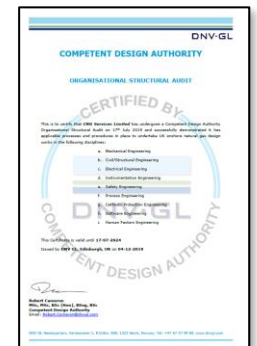 DNV·GL
COMPETENT DESIGN AUTHORITY
ORGANISATIONAL STRUCTURAL AUDIT
CERTIFIED BY
This is to certify that CNG Services Limited has undergone a Competent Design Authority
Organisational Structural Audit on 17th July 2019 and successfully demonstrated it has
applicable processes and procedures in place to undertake UK onshore natural gas design
works in the following disciplines:
a. Mechanical Engineering
b. Civil/Structural Engineering
c. Electrical Engineering
d. Instrumentation Engineering
e. Safety Engineering
f. Process Engineering
g. Cathodic Protection Engineering
h. Software Engineering
i. Human Factors Engineering
DNV·GL
COMPETENT DESIGN AUTHORITY
This Certificate is valid until 17-07-2024
Issued by DNV GL, Edinburgh, UK on 04-12-2019
Robert Cameron
Competent Design Authority